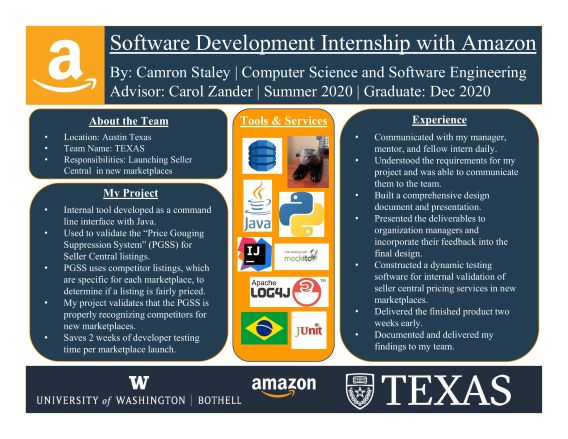 Software Development Internship with Amazon
By: Camron Staley | Computer Science and Software Engineering
Advisor: Carol Zander | Summer 2020 | Graduate: Dec 2020
About the Team
• Location: Austin Texas
• Team Name: TEXAS
• Responsibilities: Launching Seller
Central in new marketplaces
My Project
• Internal tool developed as a command
line interface with Java.
• Used to validate the “Price Gouging
Suppression System” (PGSS) for
Seller Central listings.
• PGSS uses competitor listings, which
are specific for each marketplace, to
determine if a listing is fairly priced.
• My project validates that the PGSS is
properly recognizing competitors for
new marketplaces.
• Saves 2 weeks of developer testing
time per marketplace launch.
Tools & Services
Java
IJ
mockito
Apache
LOG4J
TM
JUnit
Experience
• Communicated with my manager,
mentor, and fellow intern daily.
• Understood the requirements for my
project and was able to communicate
them to the team.
• Built a comprehensive design
document and presentation.
• Presented the deliverables to
organization managers and
incorporate their feedback into the
final design.
• Constructed a dynamic testing
software for internal validation of
seller central pricing services in new
marketplaces.
• Delivered the finished product two
weeks early.
• Documented and delivered my
findings to my team.
W
UNIVERSITY of WASHINGTON | BOTHELL
amazon
TEXAS